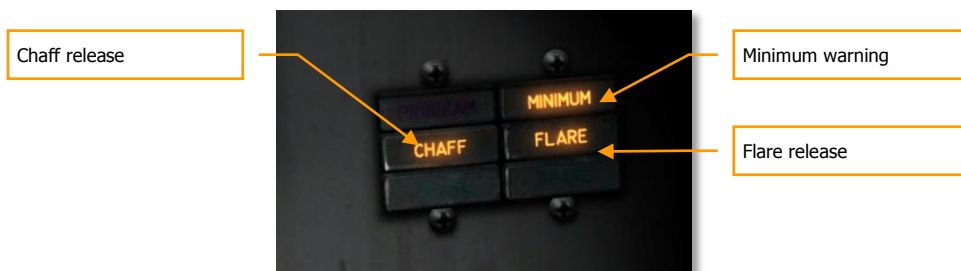 Chaff release
Minimum warning
PROGRAM
MINIMUM
CHAFF
FLARE
Flare release